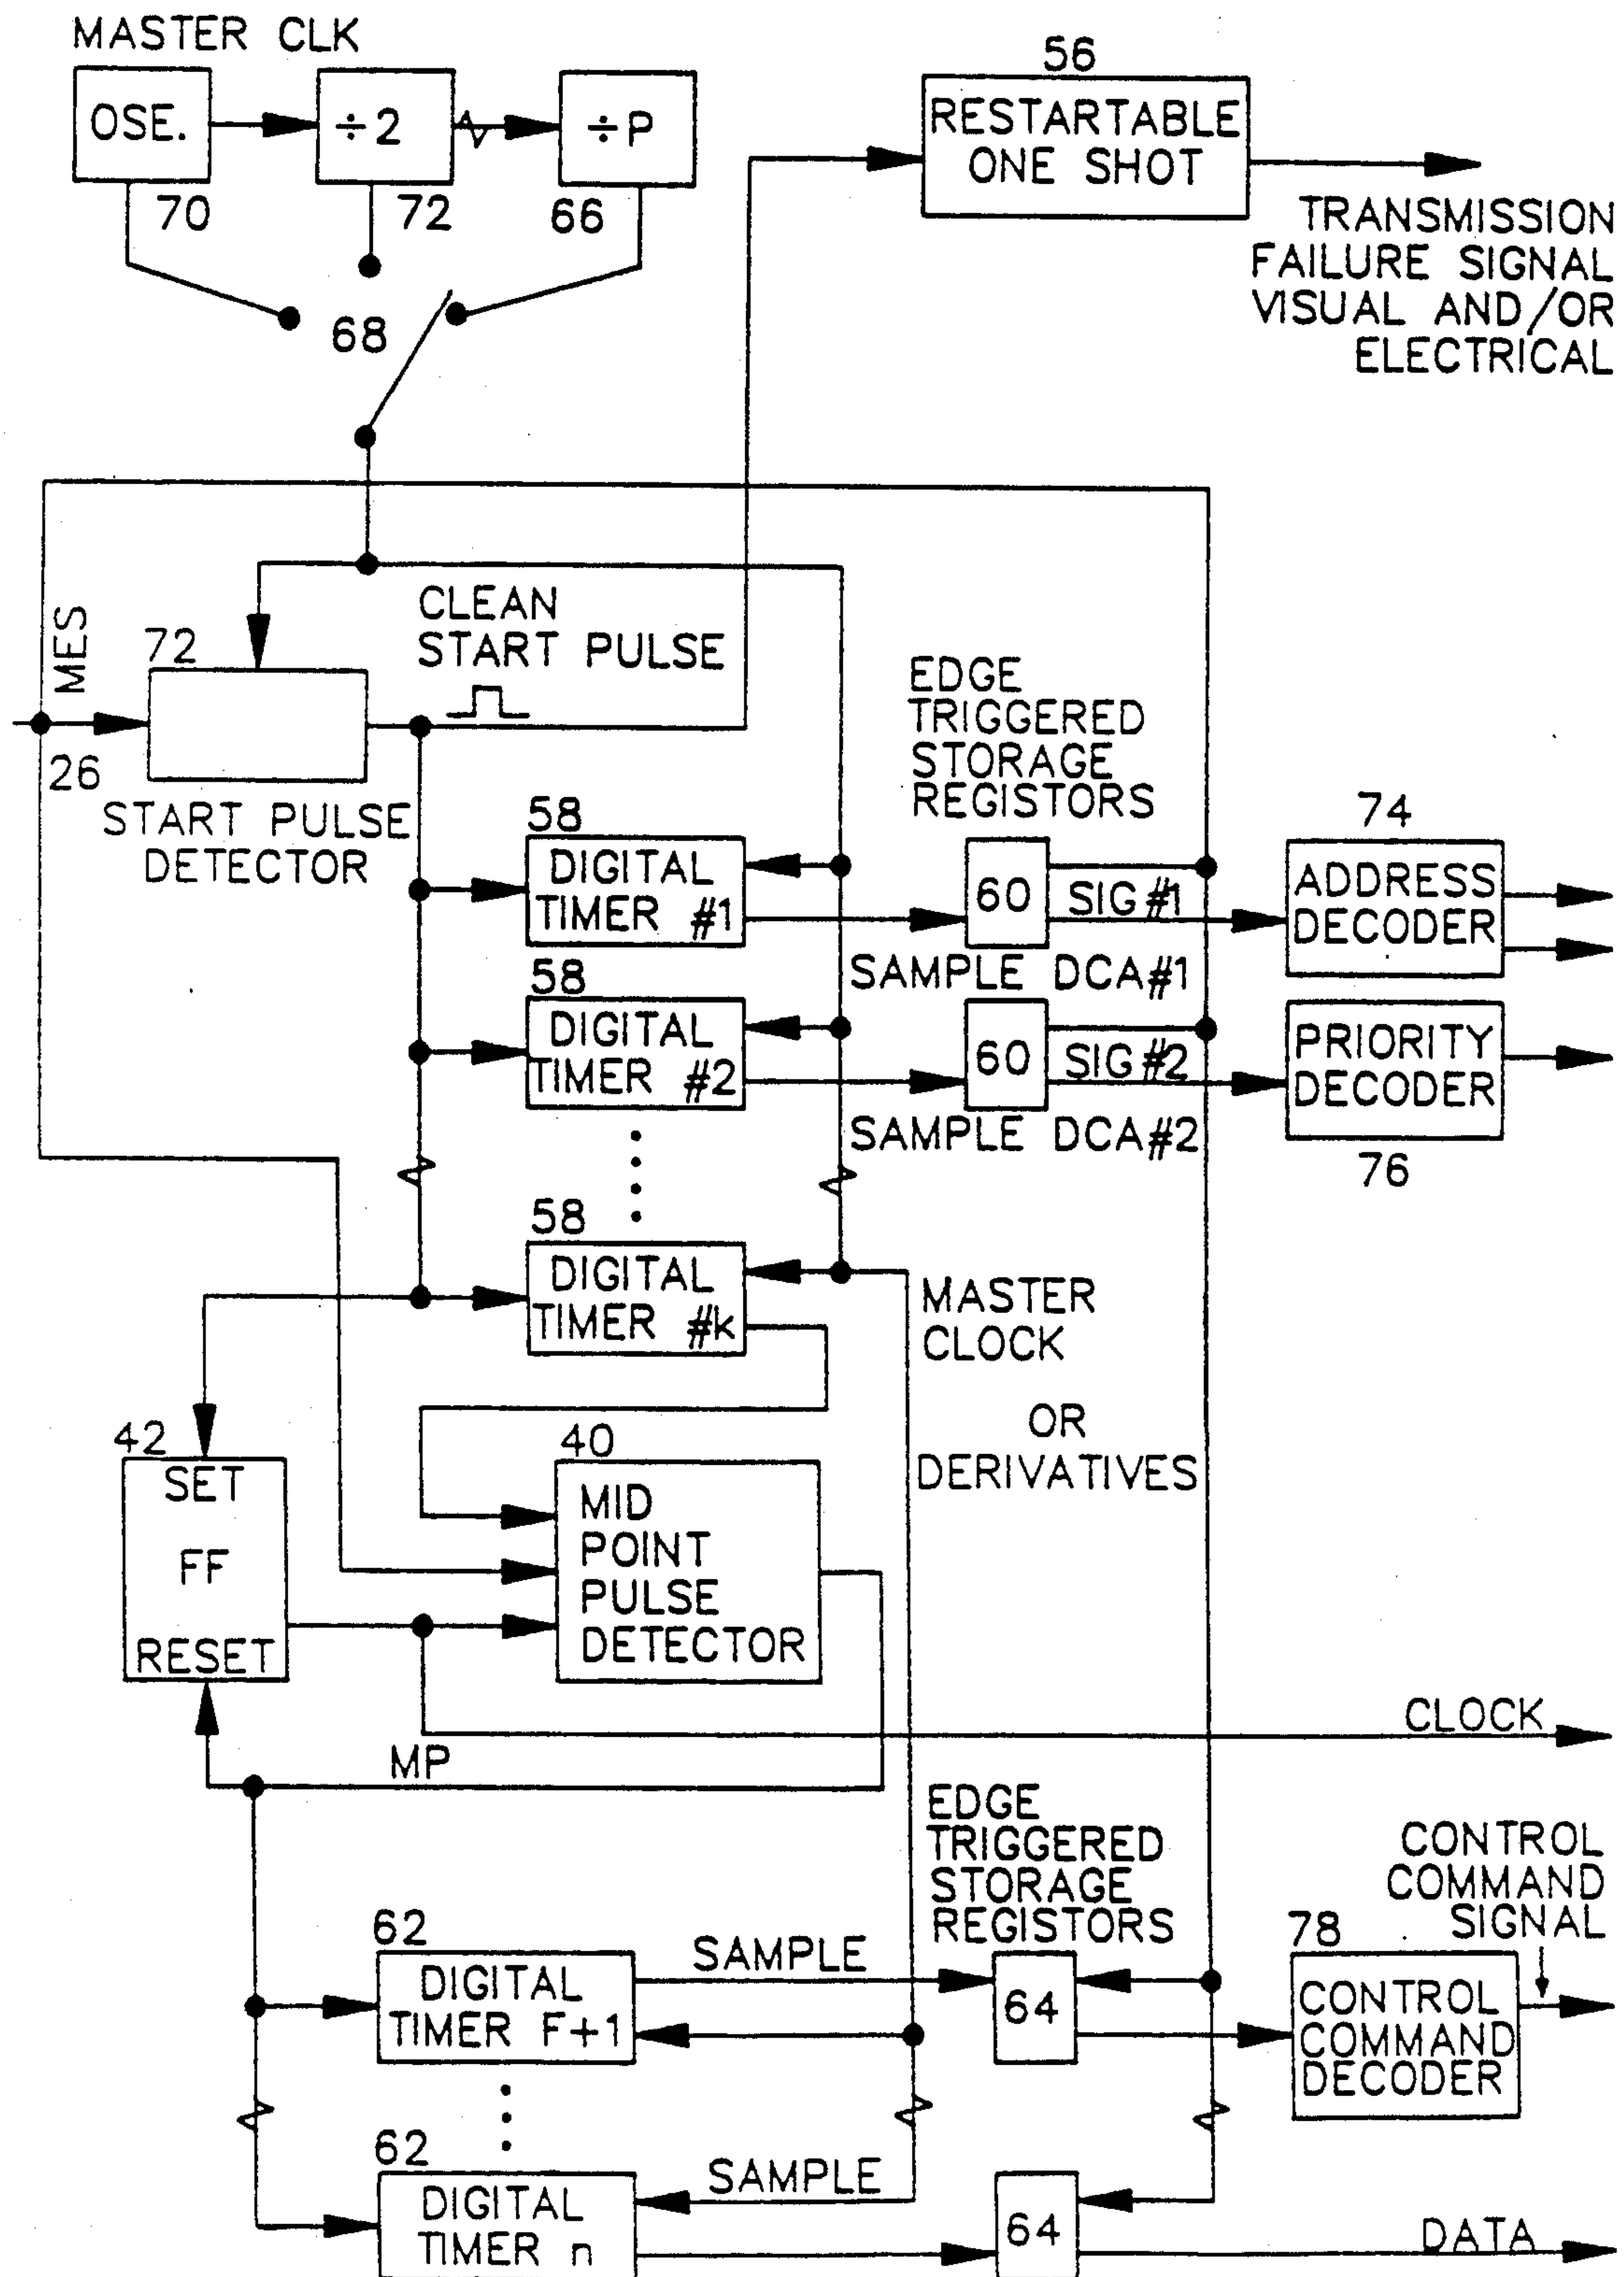 MASTER CLK
OSE.
÷2
÷P
70
72
66
68
56
RESTARTABLE
ONE SHOT
TRANSMISSION
FAILURE SIGNAL
VISUAL AND/OR
ELECTRICAL
MES
72
26
START PULSE
DETECTOR
CLEAN
START PULSE
EDGE
TRIGGERED
STORAGE
REGISTORS
58
DIGITAL
TIMER #1
60
SIG#1
SAMPLE DCA#1
74
ADDRESS
DECODER
58
DIGITAL
TIMER #2
60
SIG#2
SAMPLE DCA#2
PRIORITY
DECODER
76
58
DIGITAL
TIMER #k
MASTER
CLOCK
OR
DERIVATIVES
42
SET
FF
RESET
40
MID
POINT
PULSE
DETECTOR
CLOCK
MP
EDGE
TRIGGERED
STORAGE
REGISTORS
CONTROL
COMMAND
SIGNAL
62
DIGITAL
TIMER F+1
SAMPLE
64
78
CONTROL
COMMAND
DECODER
62
DIGITAL
TIMER n
SAMPLE
64
DATA